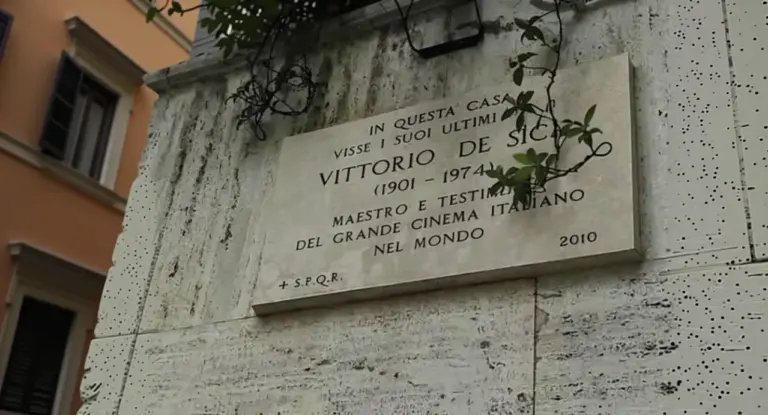 IN QUESTA CASA
VISSE I SUOI ULTIMI
VITTORIO DE SICA
(1901 - 1974)
MAESTRO E
DEL GRANDE CINEMA ITALIANO
NEL MONDO
2010
+ S.P.Q.R.